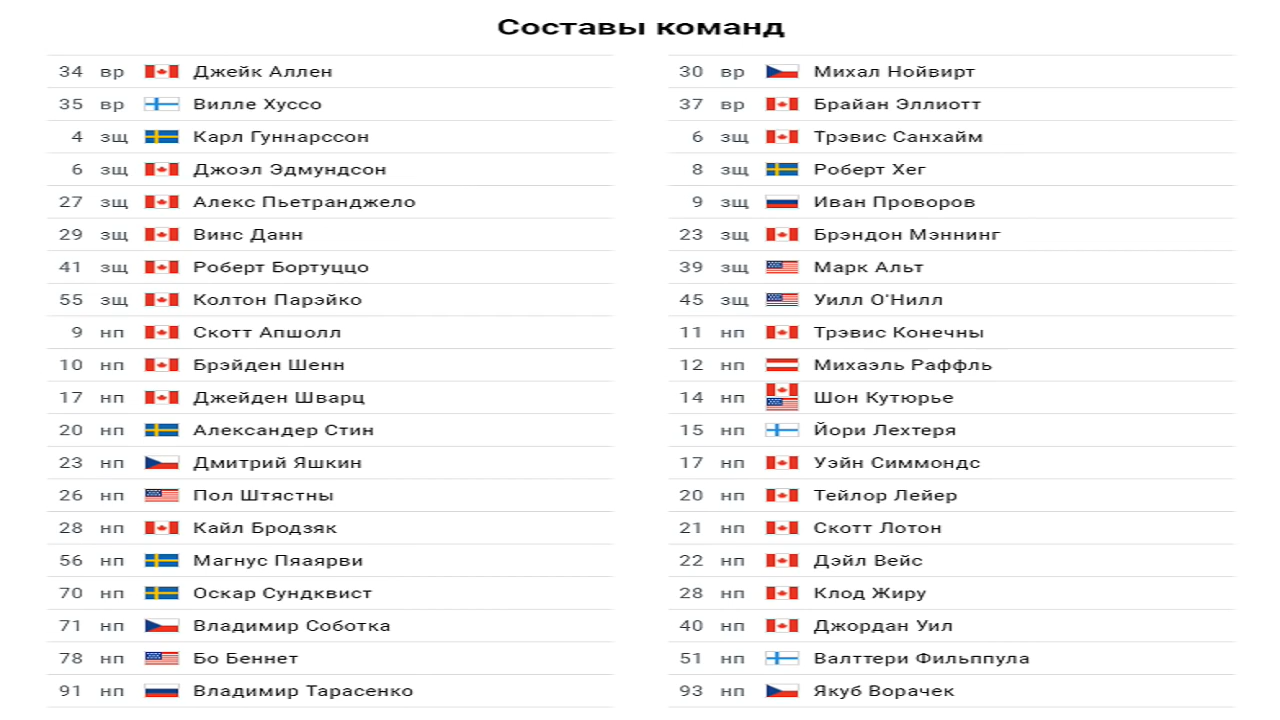 Составы команд
34 вр Джейк Аллен
35 вр Вилле Хуссо
4 зщ Карл Гуннарссон
6 зщ Джоэл Эдмундсон
27 зщ Алекс Пьетранджело
29 зщ Винс Данн
41 зщ Роберт Бортуццо
55 зщ Колтон Парэйко
9 нп Скотт Апшолл
10 нп Брэйден Шенн
17 нп Джейден Шварц
20 нп Александер Стин
23 нп Дмитрий Яшкин
26 нп Пол Штястны
28 нп Кайл Бродзяк
56 нп Магнус Пяаярви
70 нп Оскар Сундквист
71 нп Владимир Соботка
78 нп Бо Беннет
91 нп Владимир Тарасенко
30 вр Михал Нойвирт
37 вр Брайан Эллиотт
6 зщ Трэвис Санхайм
8 зщ Роберт Хег
9 зщ Иван Проворов
23 зщ Брэндон Мэннинг
39 зщ Марк Альт
45 зщ Уилл О'Нилл
11 нп Трэвис Конечны
12 нп Михаэль Раффль
14 нп Шон Кутюрье
15 нп Йори Лехтеря
17 нп Уэйн Симмондс
20 нп Тейлор Лейер
21 нп Скотт Лотон
22 нп Дэйл Вейс
28 нп Клод Жиру
40 нп Джордан Уил
51 нп Валттери Фильппула
93 нп Якуб Ворачек